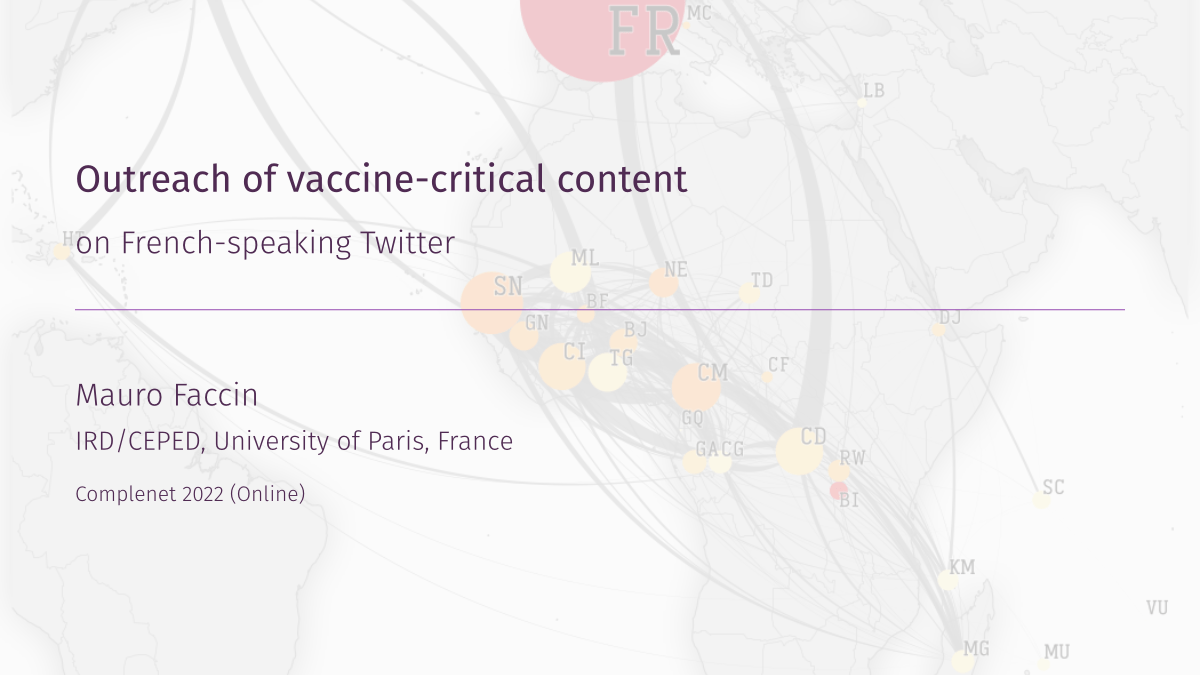 FR
MC
LB
Outreach of vaccine-critical content
HT
on French-speaking Twitter
ML
NE
TD
SN
BF
GN
BJ
DJ
CI
TG
CM
CF
Mauro Faccin
GQ
IRD/CEPED, University of Paris, France
GA
CG
CD
RW
Complenet 2022 (Online)
BI
SC
KM
VU
MG
MU